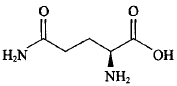 O O
H₂N OH
NH₂